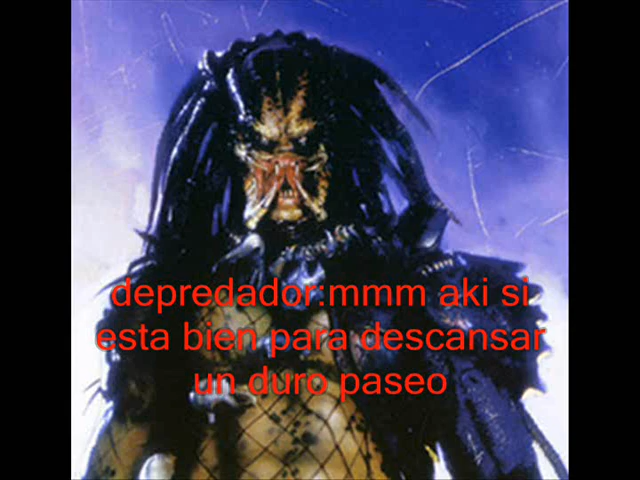 depredador:mmm aki si
esta bien para descansar
un duro paseo